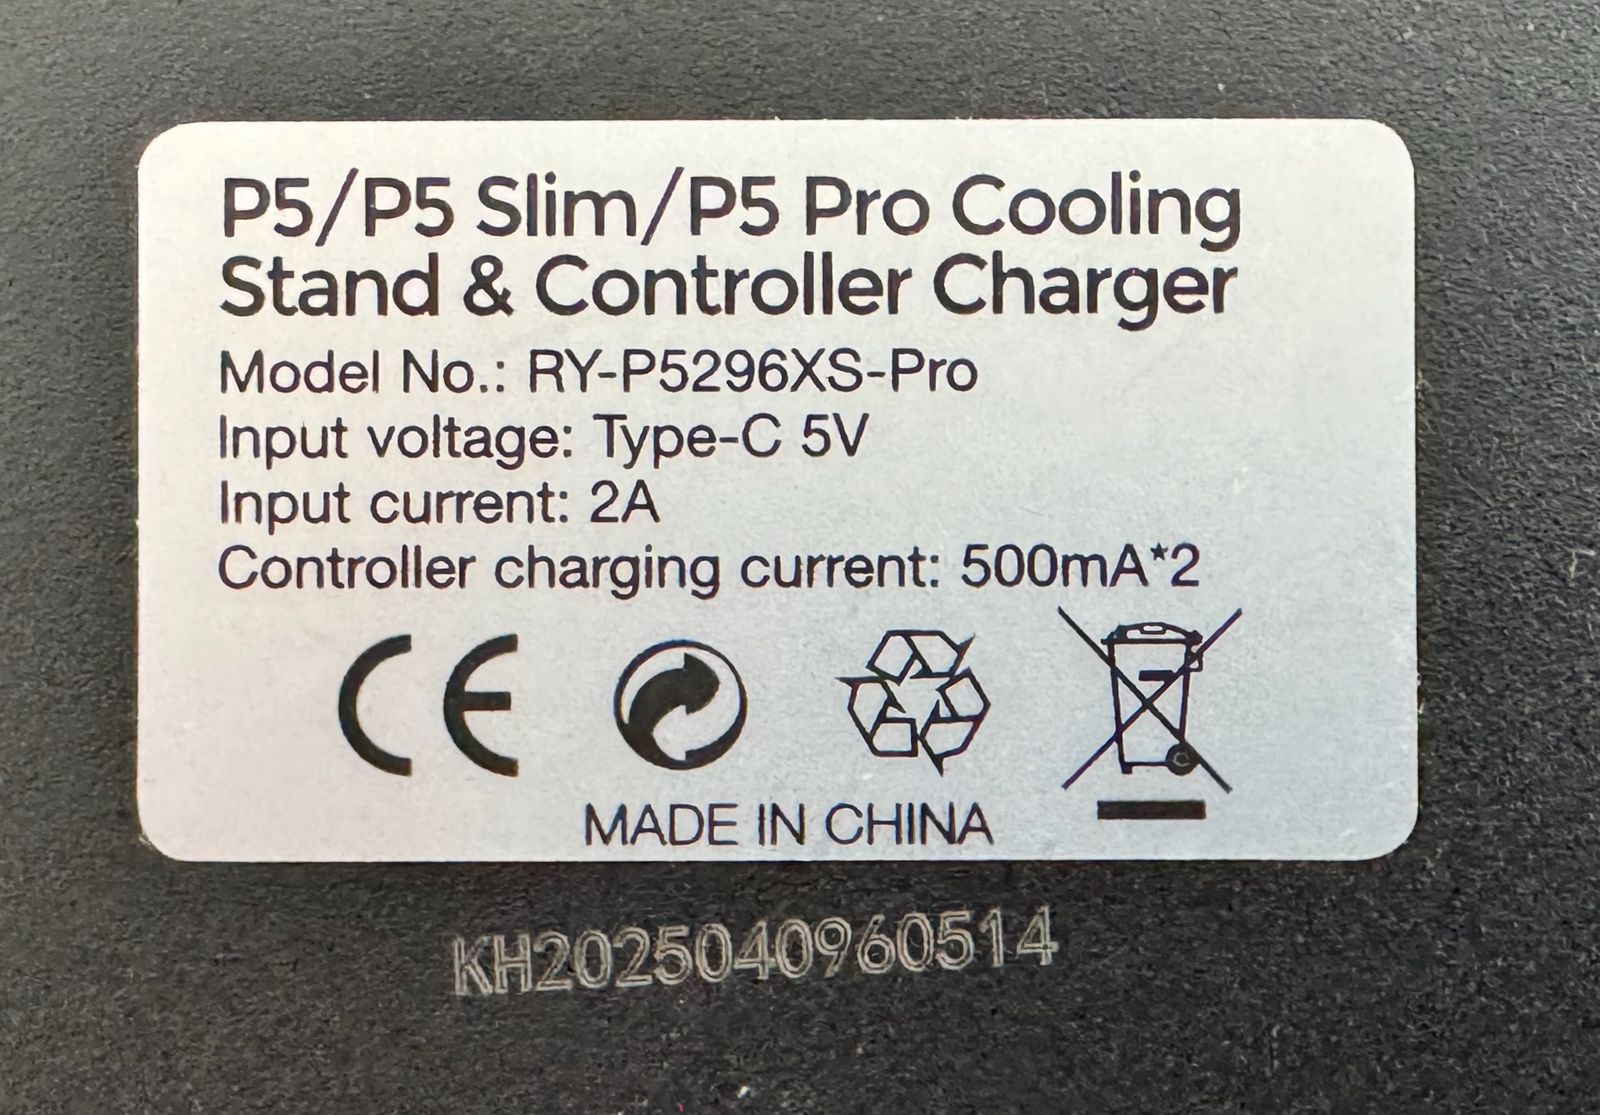 P5/P5 Slim/P5 Pro Cooling
Stand & Controller Charger
Model No.: RY-P5296XS-Pro
Input voltage: Type-C 5V
Input current: 2A
Controller charging current: 500mA*2
CE
MADE IN CHINA
KH2025040960514